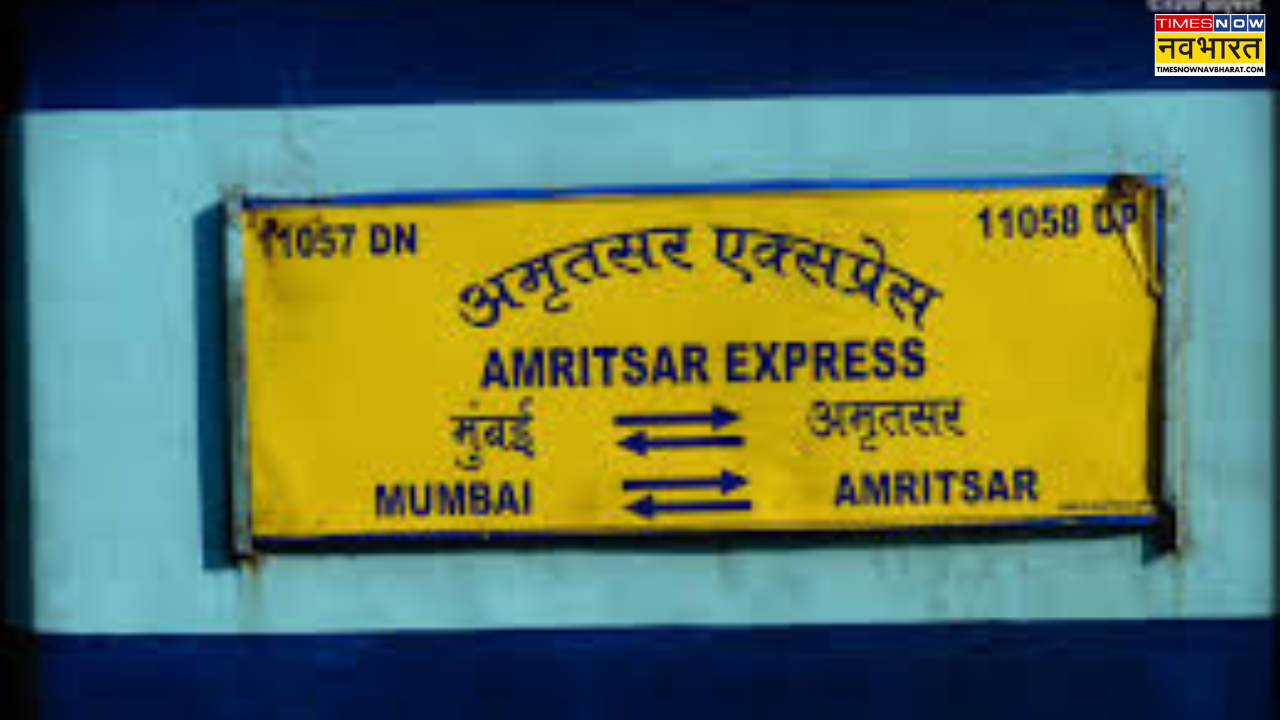 TIMES NOW
नवभारत
TIMESNOWNAVBHARAT.COM
11057 DN
11058 UP
अमृतसर एक्सप्रेस
AMRITSAR EXPRESS
मुंबई अमृतसर
MUMBAI AMRITSAR